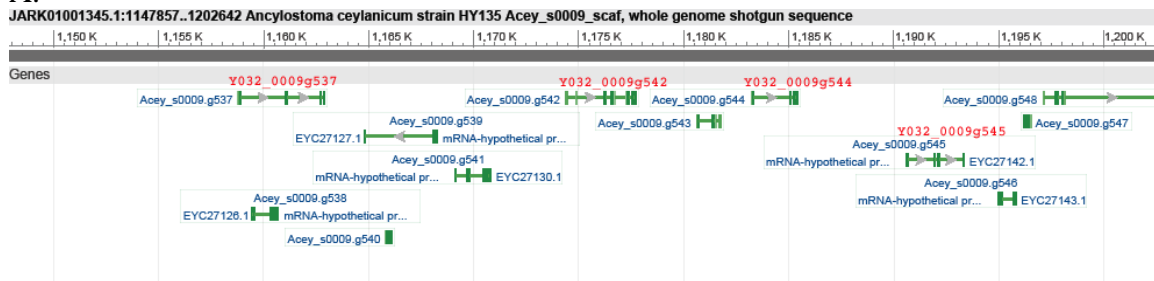 JARK01001345.1:1147857..1202642 Ancylostoma ceylanicum strain HY135 Acey_s0009_scaf, whole genome shotgun sequence
1,150 K 1,155 K 1,160 K 1,165 K 1,170 K 1,175 K 1,180 K 1,185 K 1,190 K 1,195 K 1,200 K
Genes
Y032_0009g537 Y032_0009g542 Y032_0009g544
Acey_s0009.g537 Acey_s0009.g542 Acey_s0009.g544 Acey_s0009.g548
Acey_s0009.g539 Acey_s0009.g543 Acey_s0009.g547
EYC27127.1 mRNA-hypothetical pr... Y032_0009g545
Acey_s0009.g545
Acey_s0009.g541 mRNA-hypothetical pr... EYC27142.1
mRNA-hypothetical pr... EYC27130.1
Acey_s0009.g546
Acey_s0009.g538 mRNA-hypothetical pr... EYC27143.1
EYC27126.1 mRNA-hypothetical pr...
Acey_s0009.g540